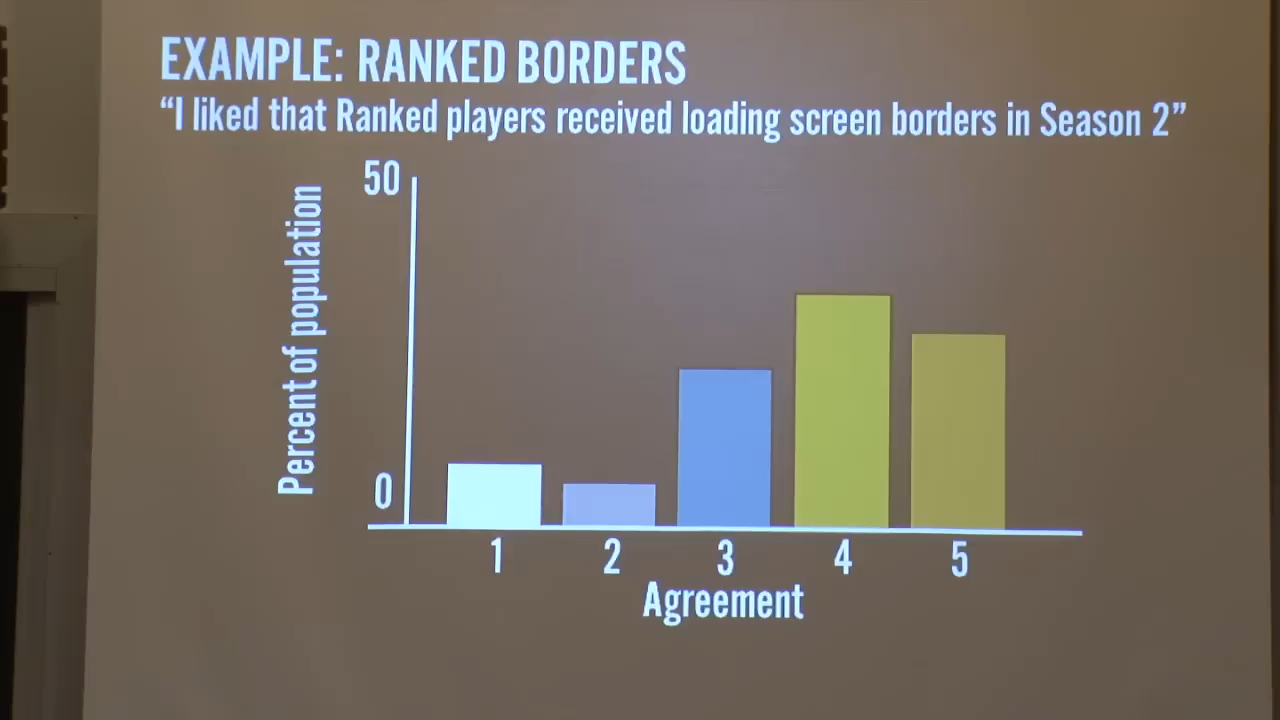 EXAMPLE: RANKED BORDERS
“I liked that Ranked players received loading screen borders in Season 2”
50
Percent of population
0
1 2 3 4 5
Agreement